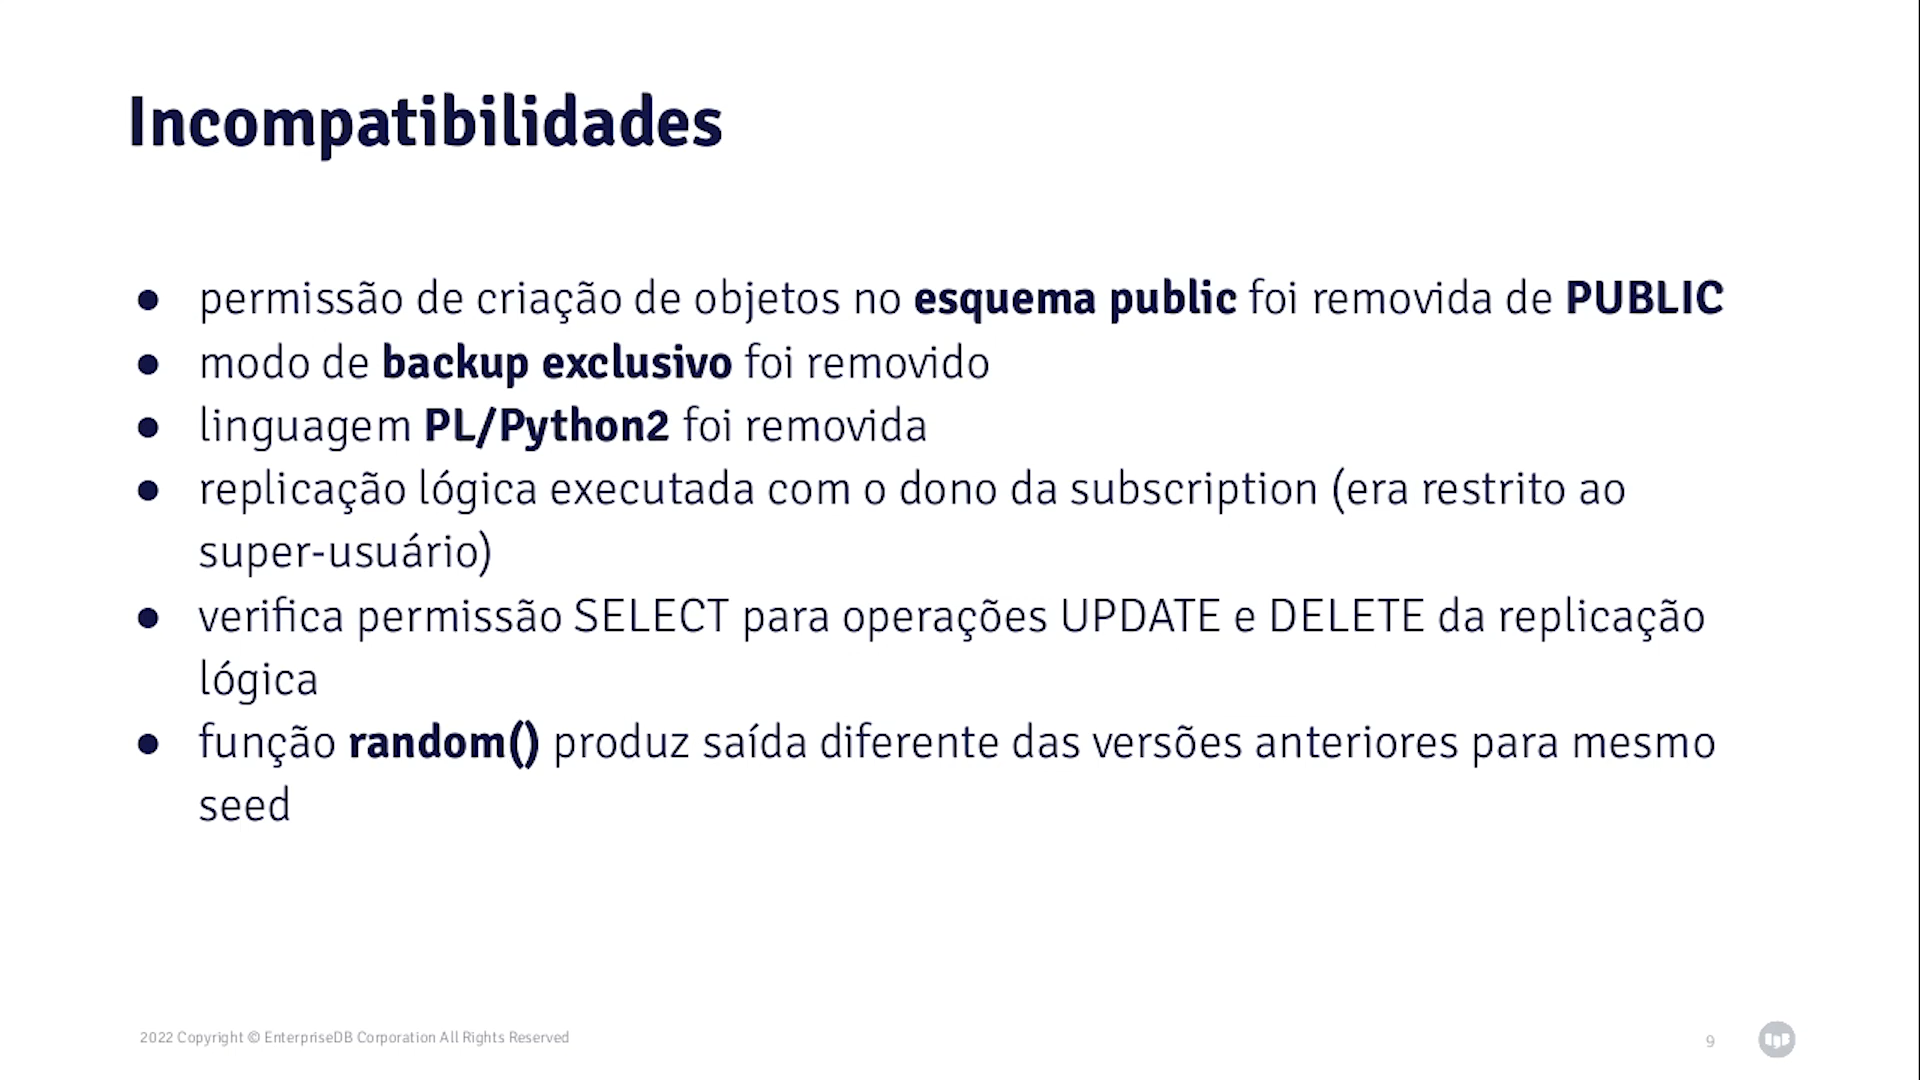 Incompatibilidades
● permissão de criação de objetos no esquema public foi removida de PUBLIC
● modo de backup exclusivo foi removido
● linguagem PL/Python2 foi removida
● replicação lógica executada com o dono da subscription (era restrito ao
super-usuário)
● verifica permissão SELECT para operações UPDATE e DELETE da replicação
lógica
● função random() produz saída diferente das versões anteriores para mesmo
seed
2022 Copyright © EnterpriseDB Corporation All Rights Reserved
9